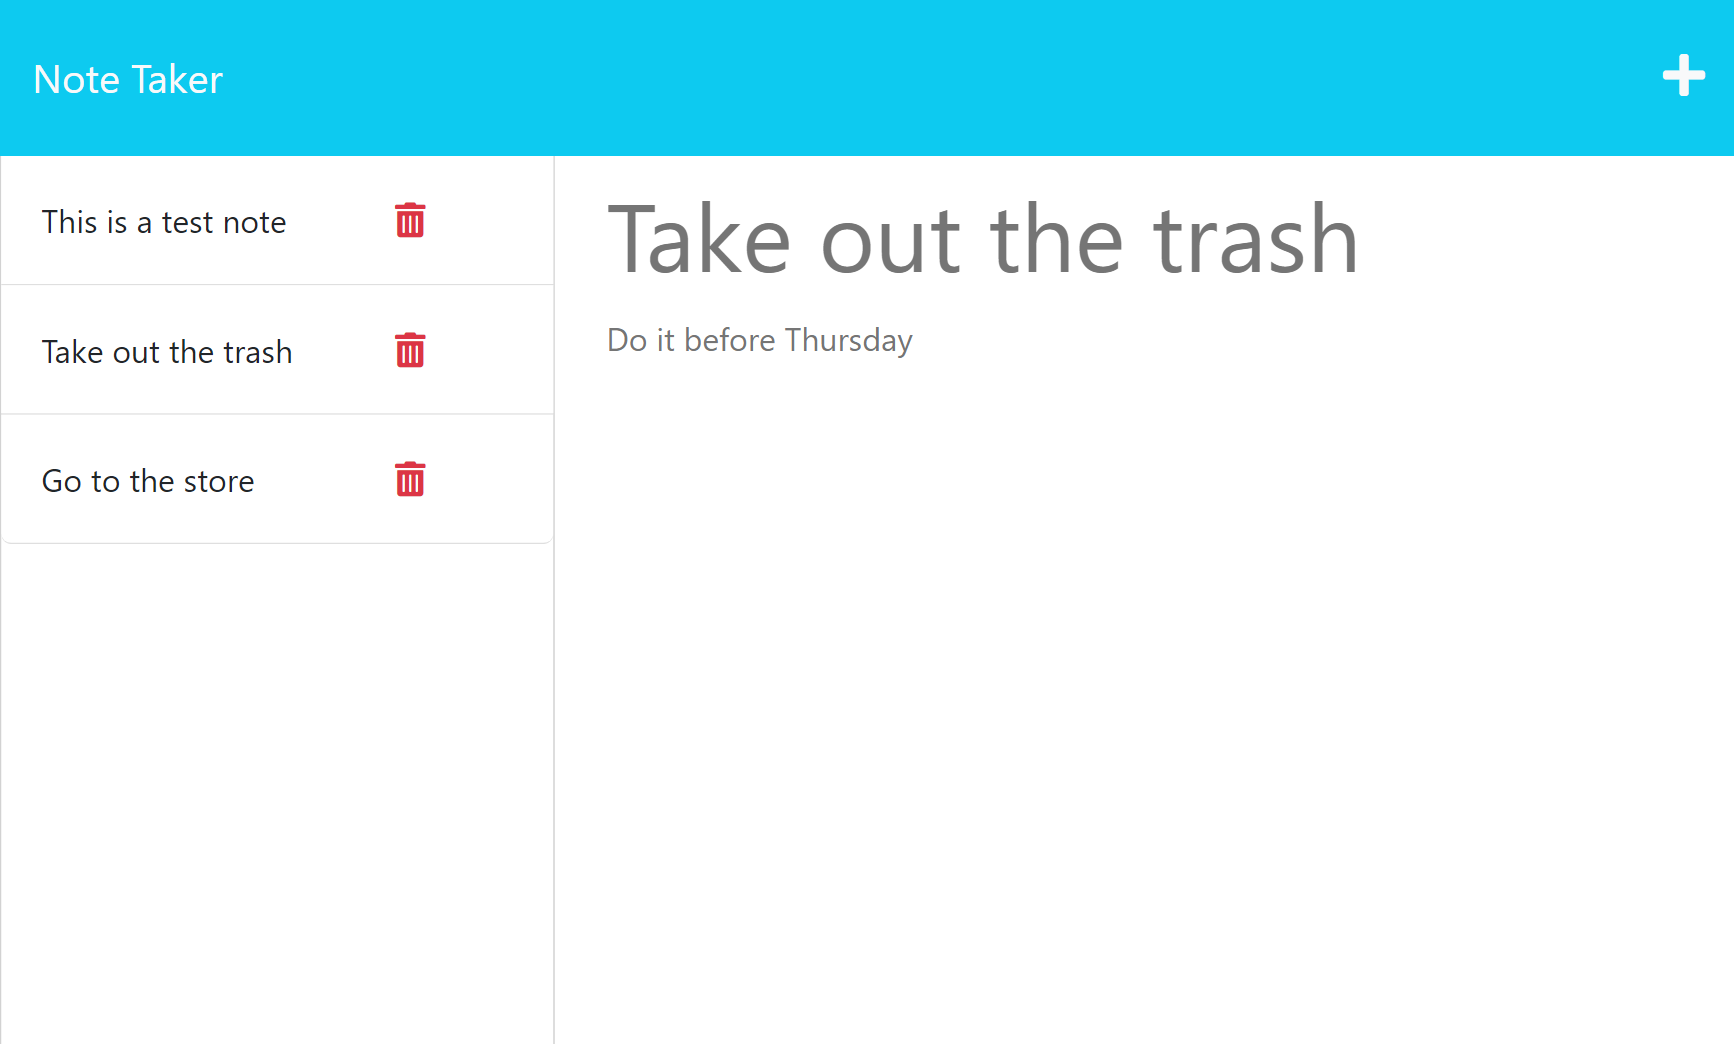 Note Taker
This is a test note
Take out the trash
Go to the store
Take out the trash
Do it before Thursday